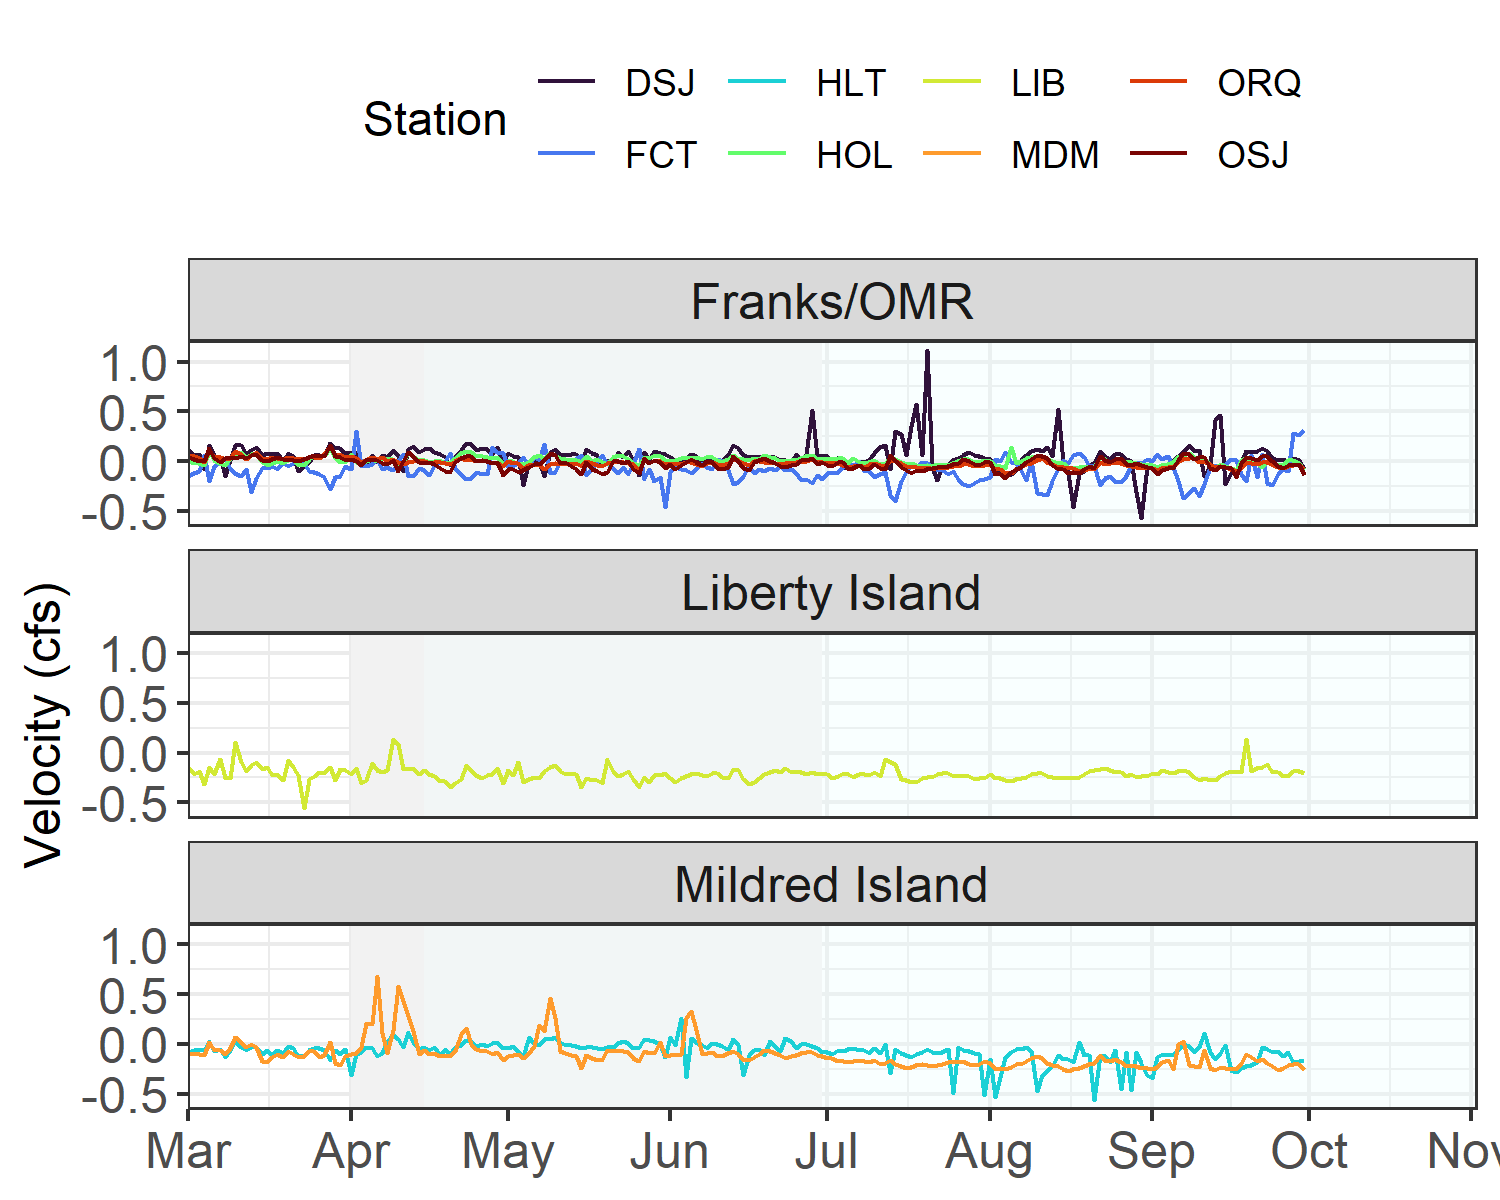 Station
DSJ HLT LIB ORQ
FCT HOL MDM OSJ
Franks/OMR
1.0
0.5
0.0
-0.5
Liberty Island
1.0
0.5
0.0
-0.5
Velocity (cfs)
Mildred Island
1.0
0.5
0.0
-0.5
Mar Apr May Jun Jul Aug Sep Oct Nov